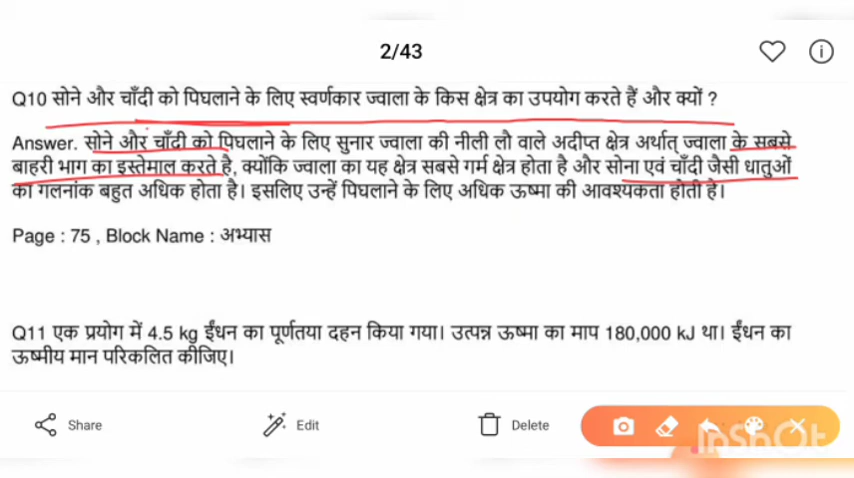 2/43
Q10 सोने और चाँदी को पिघलाने के लिए स्वर्णकार ज्वाला के किस क्षेत्र का उपयोग करते हैं और क्यों ?
Answer. सोने और चाँदी को पिघलाने के लिए सुनार ज्वाला की नीली लौ वाले अदीप्त क्षेत्र अर्थात् ज्वाला के सबसे
बाहरी भाग का इस्तेमाल करते है, क्योंकि ज्वाला का यह क्षेत्र सबसे गर्म क्षेत्र होता है और सोना एवं चाँदी जैसी धातुओं
का गलनांक बहुत अधिक होता है। इसलिए उन्हें पिघलाने के लिए अधिक ऊष्मा की आवश्यकता होती है।
Page : 75 , Block Name : अभ्यास
Q11 एक प्रयोग में 4.5 kg ईंधन का पूर्णतया दहन किया गया। उत्पन्न ऊष्मा का माप 180,000 kJ था। ईंधन का
ऊष्मीय मान परिकलित कीजिए।
Share Edit Delete
InShOt